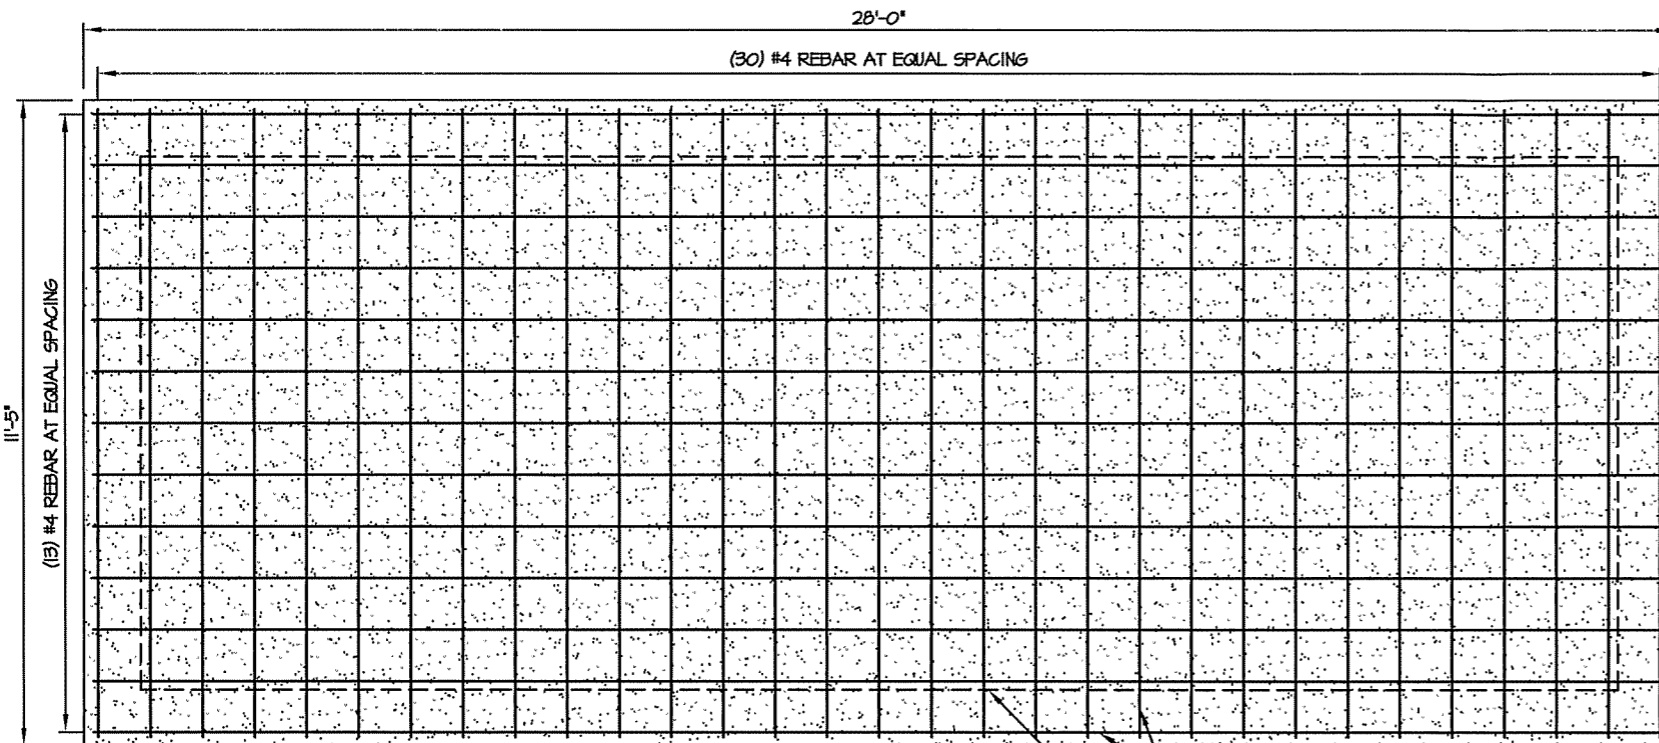 28'-0"
(30) #4 REBAR AT EQUAL SPACING
(13) #4 REBAR AT EQUAL SPACING
11'-5"